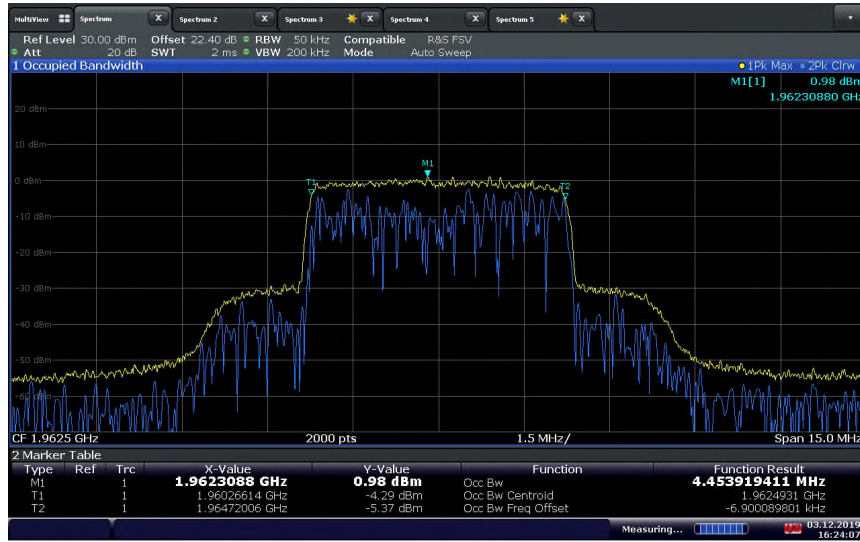 MultiView Spectrum X Spectrum 2 X Spectrum 3 X Spectrum 4 X Spectrum 5 X
Ref Level 30.00 dBm Offset 22.40 dB RBW 50 kHz Compatible R&S FSV
Att 20 dB SWT 2 ms VBW 200 kHz Mode Auto Sweep
1 Occupied Bandwidth 1Pk Max 2Pk Clrw
M1[1] 0.98 dBm
1.96230880 GHz
20 dBm
10 dBm
M1
0 dBm T1 T2
-10 dBm
-20 dBm
-30 dBm
-40 dBm
-50 dBm
CF 1.9625 GHz 2000 pts 1.5 MHz/ Span 15.0 MHz
2 Marker Table
Type Ref Trc X-Value Y-Value Function Function Result
M1 1 1.9623088 GHz 0.98 dBm Occ Bw 4.453919411 MHz
T1 1 1.96026614 GHz -4.29 dBm Occ Bw Centroid 1.9624931 GHz
T2 1 1.96472006 GHz -5.37 dBm Occ Bw Freq Offset -6.900089801 kHz
Measuring... 03.12.2019
16:24:07